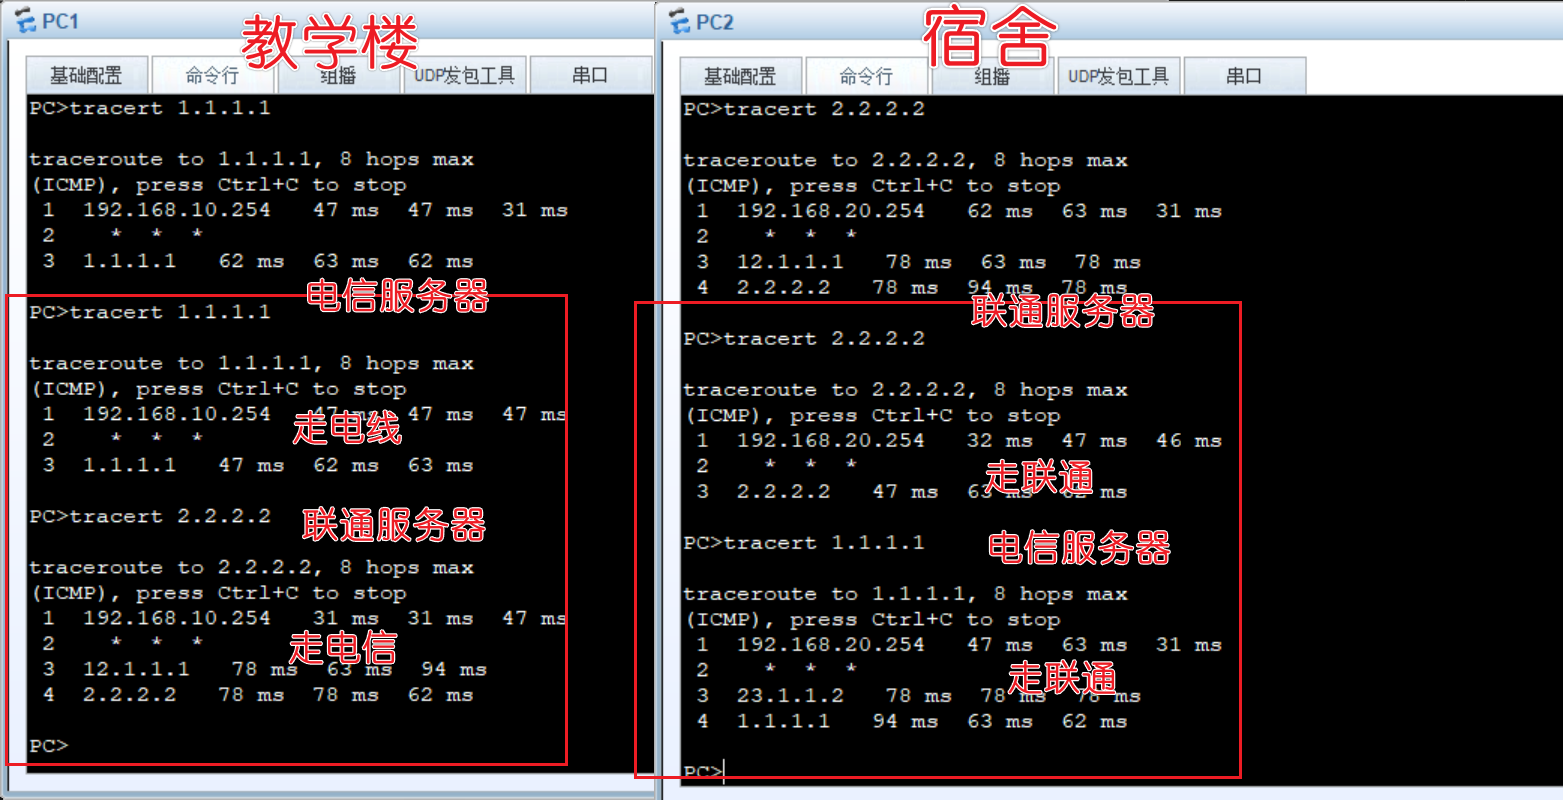 PC1
教学楼
基础配置 命令行 组播 UDP发包工具 串口
PC>tracert 1.1.1.1
traceroute to 1.1.1.1, 8 hops max
(ICMP), press Ctrl+C to stop
1 192.168.10.254 47 ms 47 ms 31 ms
2 * * *
3 1.1.1.1 62 ms 63 ms 62 ms
电信服务器
PC>tracert 1.1.1.1
traceroute to 1.1.1.1, 8 hops max
(ICMP), press Ctrl+C to stop
1 192.168.10.254 47 ms 47 ms 47 ms
走电线
2 * * *
3 1.1.1.1 47 ms 62 ms 63 ms
PC>tracert 2.2.2.2
联通服务器
traceroute to 2.2.2.2, 8 hops max
(ICMP), press Ctrl+C to stop
1 192.168.10.254 31 ms 31 ms 47 ms
2 * * *
走电信
3 12.1.1.1 78 ms 63 ms 94 ms
4 2.2.2.2 78 ms 78 ms 62 ms
PC>
PC2
宿舍
基础配置 命令行 组播 UDP发包工具 串口
PC>tracert 2.2.2.2
traceroute to 2.2.2.2, 8 hops max
(ICMP), press Ctrl+C to stop
1 192.168.20.254 62 ms 63 ms 31 ms
2 * * *
3 12.1.1.1 78 ms 63 ms 78 ms
4 2.2.2.2 78 ms 94 ms 78 ms
联通服务器
PC>tracert 2.2.2.2
traceroute to 2.2.2.2, 8 hops max
(ICMP), press Ctrl+C to stop
1 192.168.20.254 32 ms 47 ms 46 ms
2 * * *
走联通
3 2.2.2.2 47 ms 63 ms 62 ms
PC>tracert 1.1.1.1
电信服务器
traceroute to 1.1.1.1, 8 hops max
(ICMP), press Ctrl+C to stop
1 192.168.20.254 47 ms 63 ms 31 ms
2 * * *
走联通
3 23.1.1.2 78 ms 78 ms 78 ms
4 1.1.1.1 94 ms 63 ms 62 ms
PC>